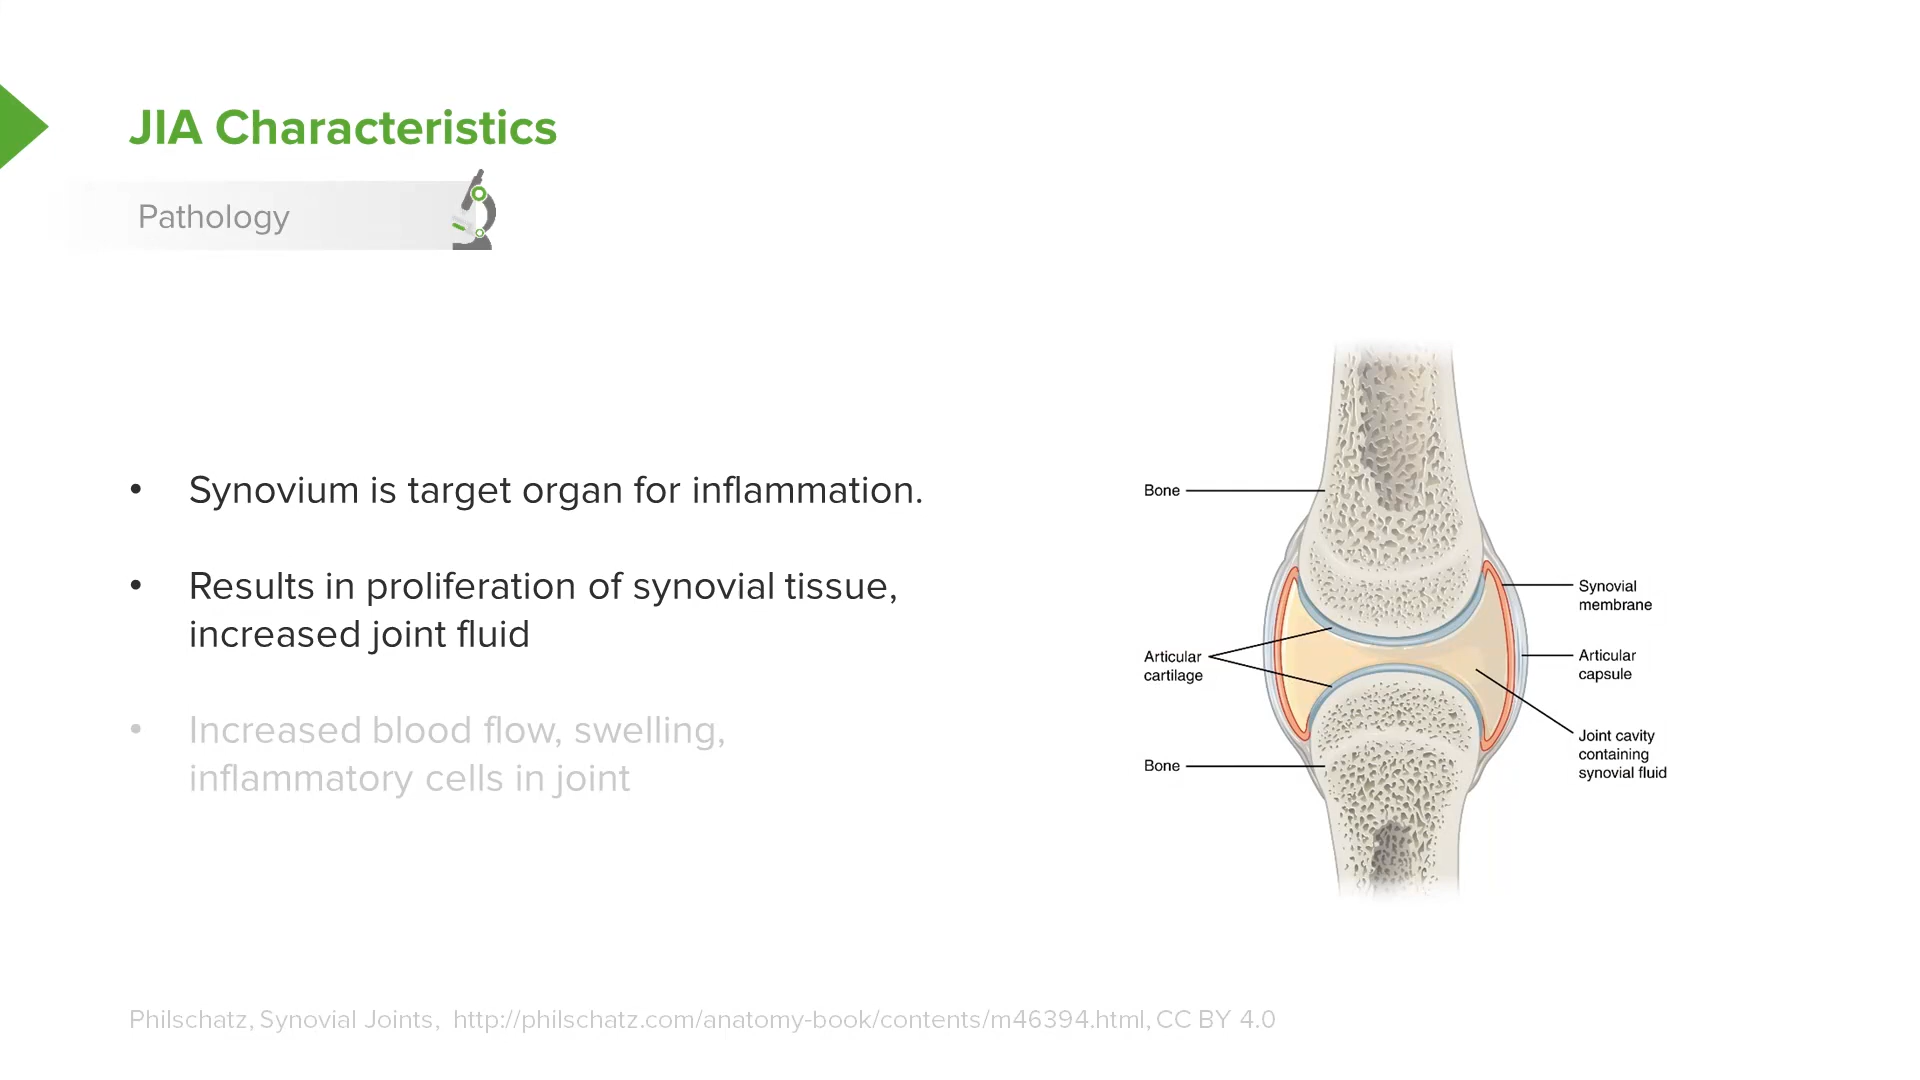 JIA Characteristics
Pathology
• Synovium is target organ for inflammation.
• Results in proliferation of synovial tissue,
increased joint fluid
• Increased blood flow, swelling,
inflammatory cells in joint
Bone
Synovial
membrane
Articular
cartilage
Articular
capsule
Joint cavity
containing
synovial fluid
Bone
Philschatz, Synovial Joints, http://philschatz.com/anatomy-book/contents/m46394.html, CC BY 4.0